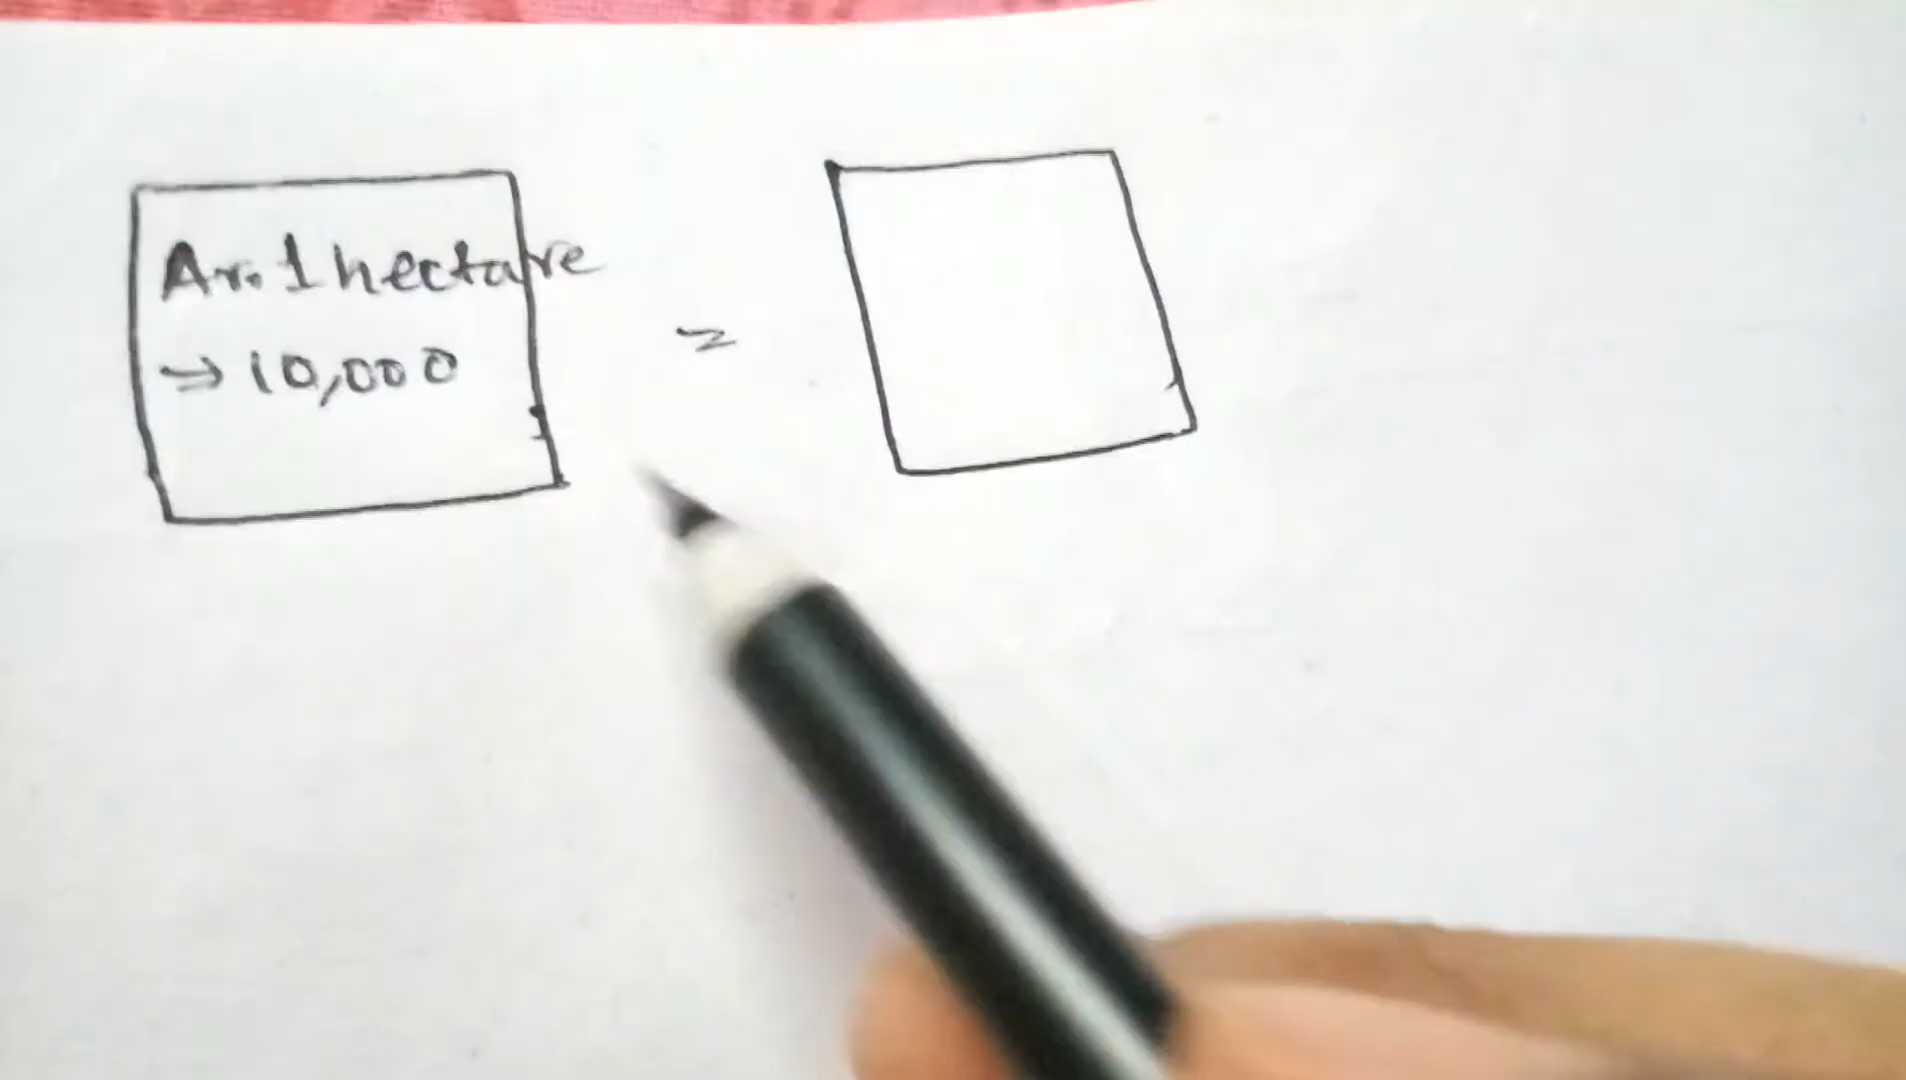 Ar. 1 hectare
→ 10,000
=